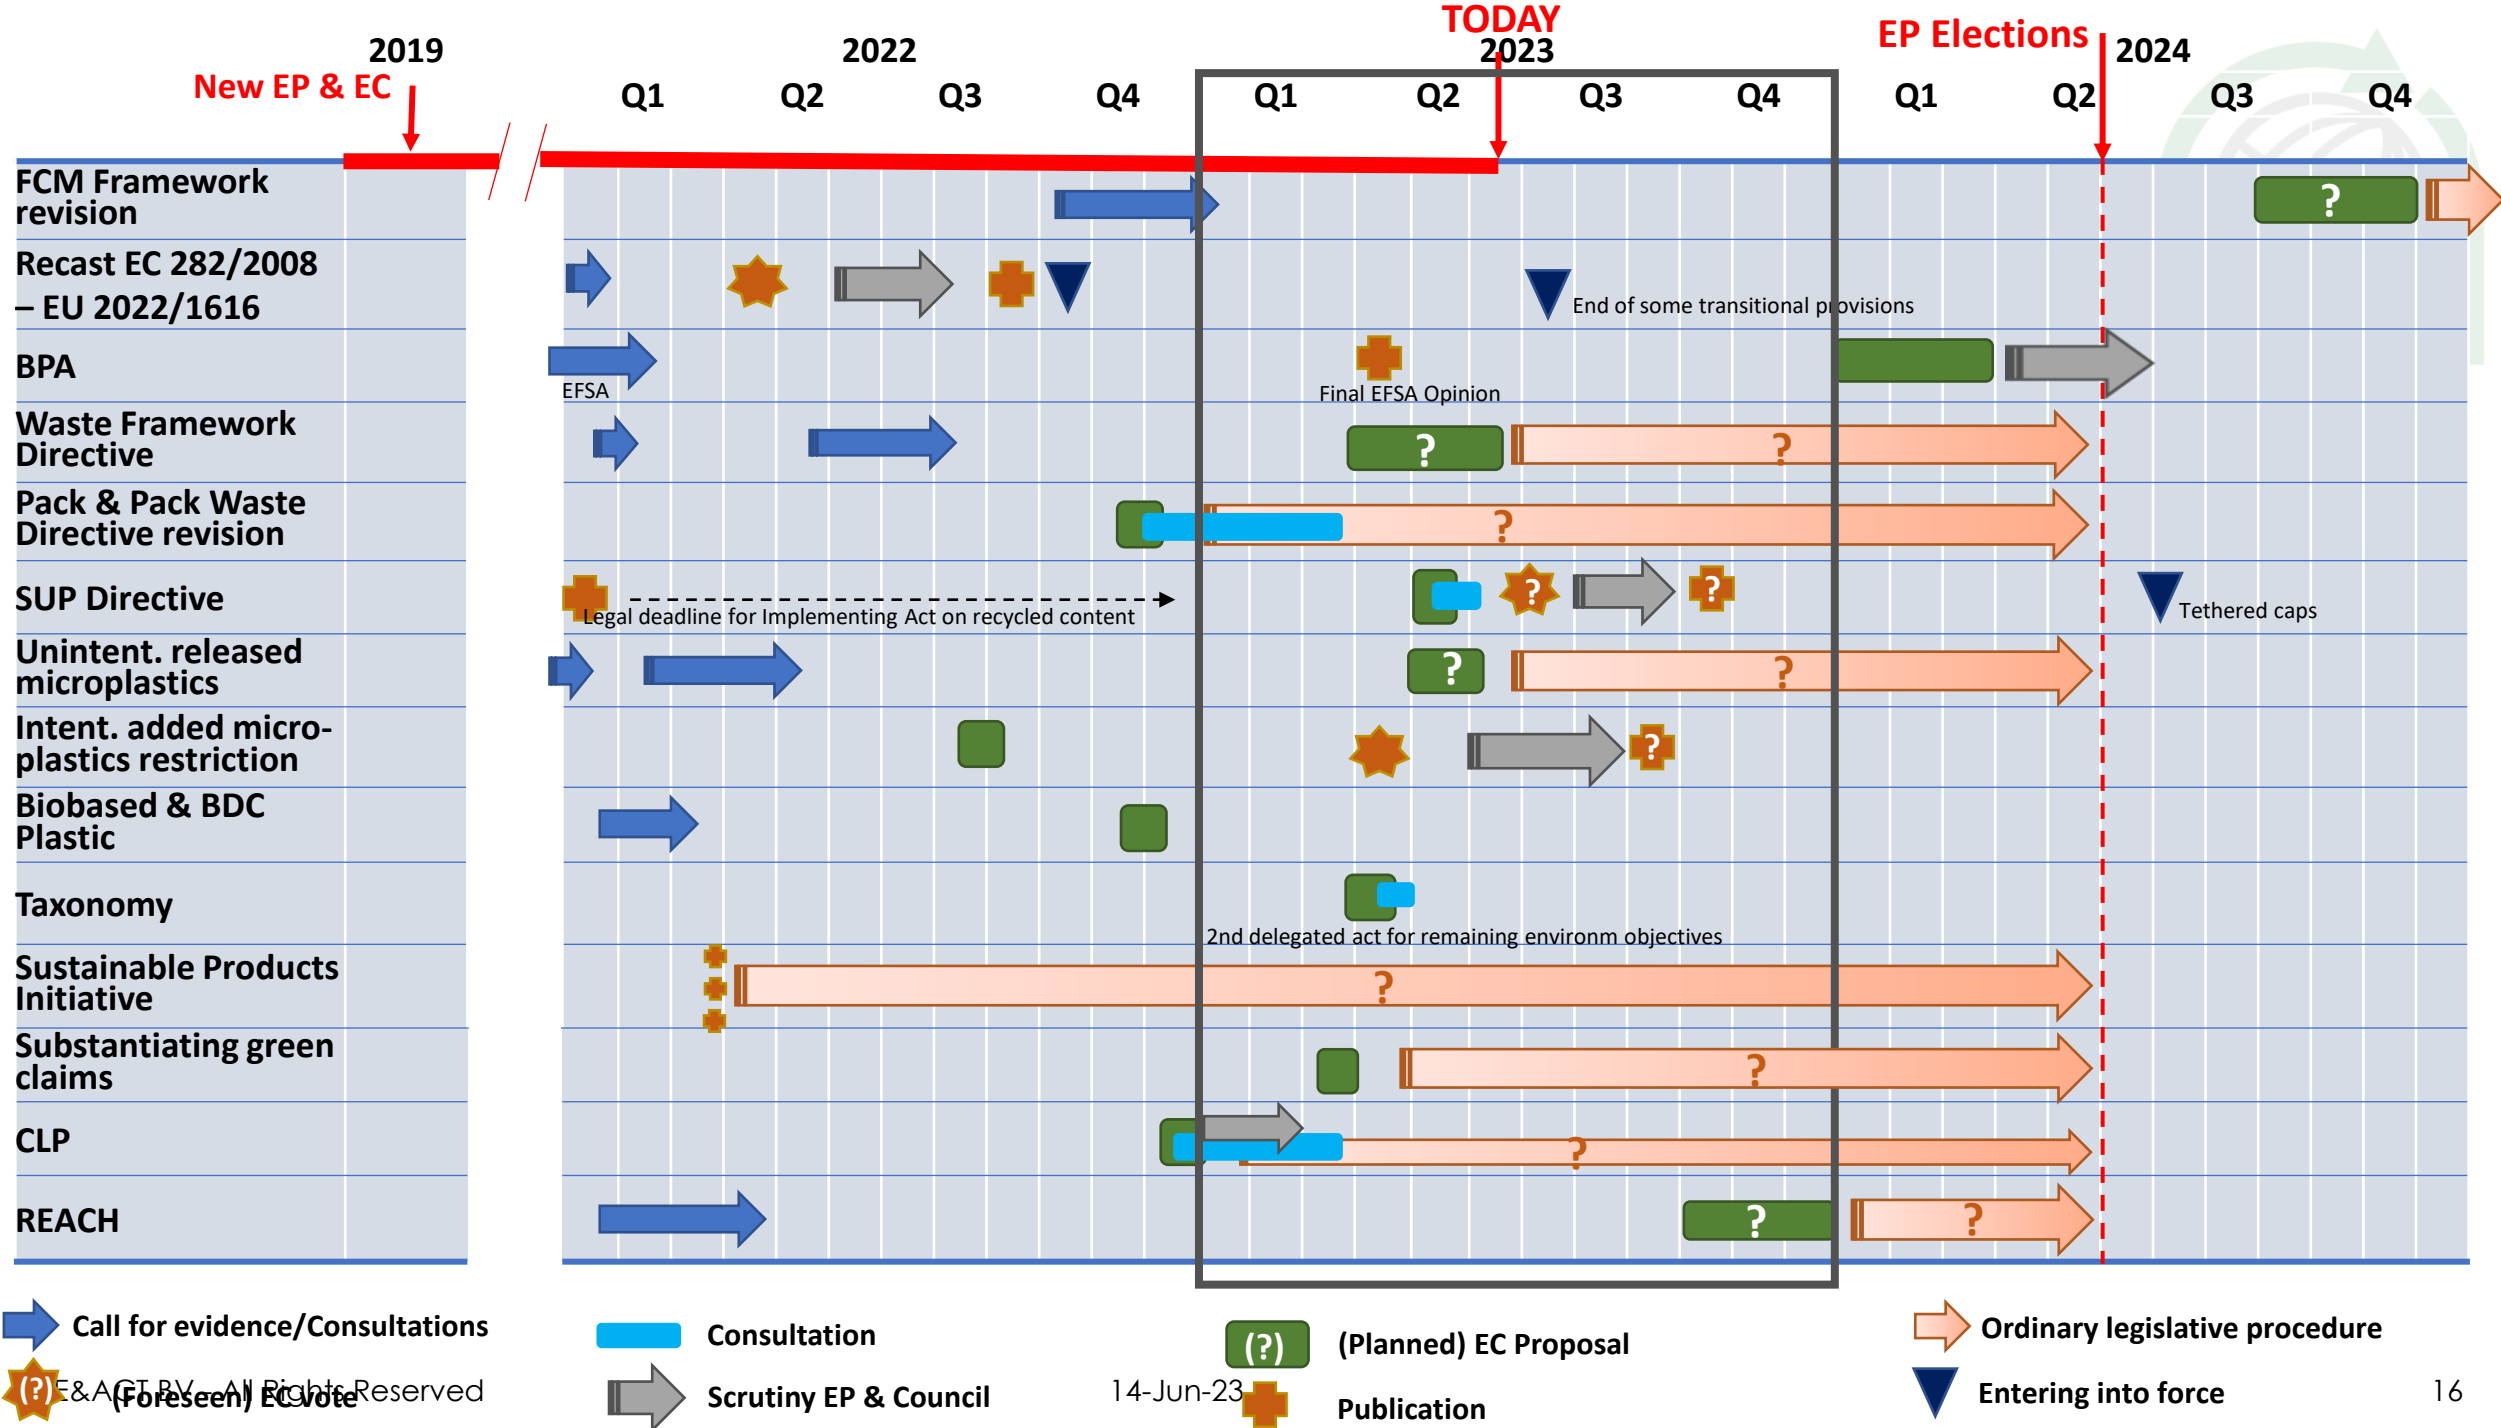 TODAY
2019
2022
2023
EP Elections
2024
New EP & EC
Q1
Q2
Q3
Q4
Q1
Q2
Q3
Q4
Q1
Q2
Q3
Q4
FCM Framework
revision
?
Recast EC 282/2008
– EU 2022/1616
End of some transitional provisions
BPA
EFSA
Final EFSA Opinion
Waste Framework
Directive
?
?
Pack & Pack Waste
Directive revision
?
SUP Directive
Legal deadline for Implementing Act on recycled content
?
?
Tethered caps
Unintent. released
microplastics
?
?
Intent. added micro-
plastics restriction
?
Biobased & BDC
Plastic
Taxonomy
2nd delegated act for remaining environm objectives
Sustainable Products
Initiative
?
Substantiating green
claims
?
CLP
?
REACH
?
?
Call for evidence/Consultations
Consultation
(?)
(Planned) EC Proposal
Ordinary legislative procedure
(?)
(Foreseen) EC vote
E&ACT BV – All Rights Reserved
Scrutiny EP & Council
14-Jun-23
Publication
Entering into force
16